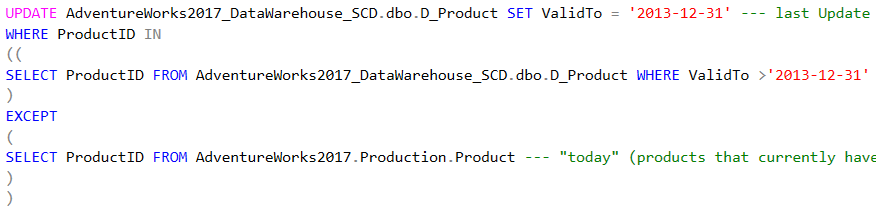 UPDATE AdventureWorks2017_DataWarehouse_SCD.dbo.D_Product SET ValidTo = '2013-12-31' --- last Update
WHERE ProductID IN
((
SELECT ProductID FROM AdventureWorks2017_DataWarehouse_SCD.dbo.D_Product WHERE ValidTo >'2013-12-31'
)
EXCEPT
(
SELECT ProductID FROM AdventureWorks2017.Production.Product --- "today" (products that currently have
)
)